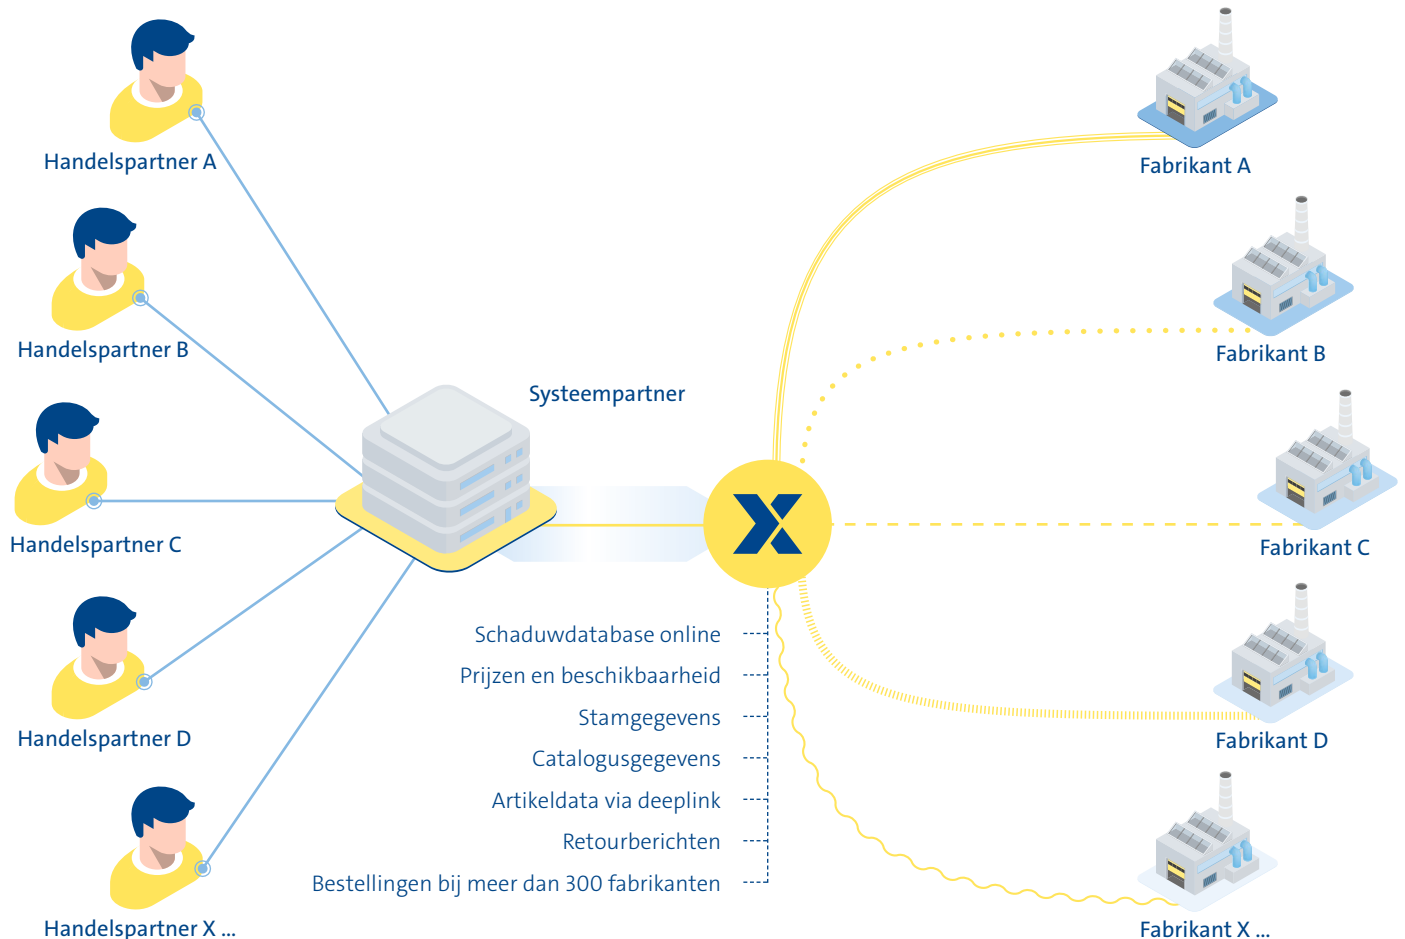 Handelspartner A
Handelspartner B
Handelspartner C
Handelspartner D
Handelspartner X ...
Systeempartner
Schaduwdatabase online
Prijzen en beschikbaarheid
Stamgegevens
Catalogusgegevens
Artikeldata via deeplink
Retourberichten
Bestellingen bij meer dan 300 fabrikanten
Fabrikant A
Fabrikant B
Fabrikant C
Fabrikant D
Fabrikant X ...